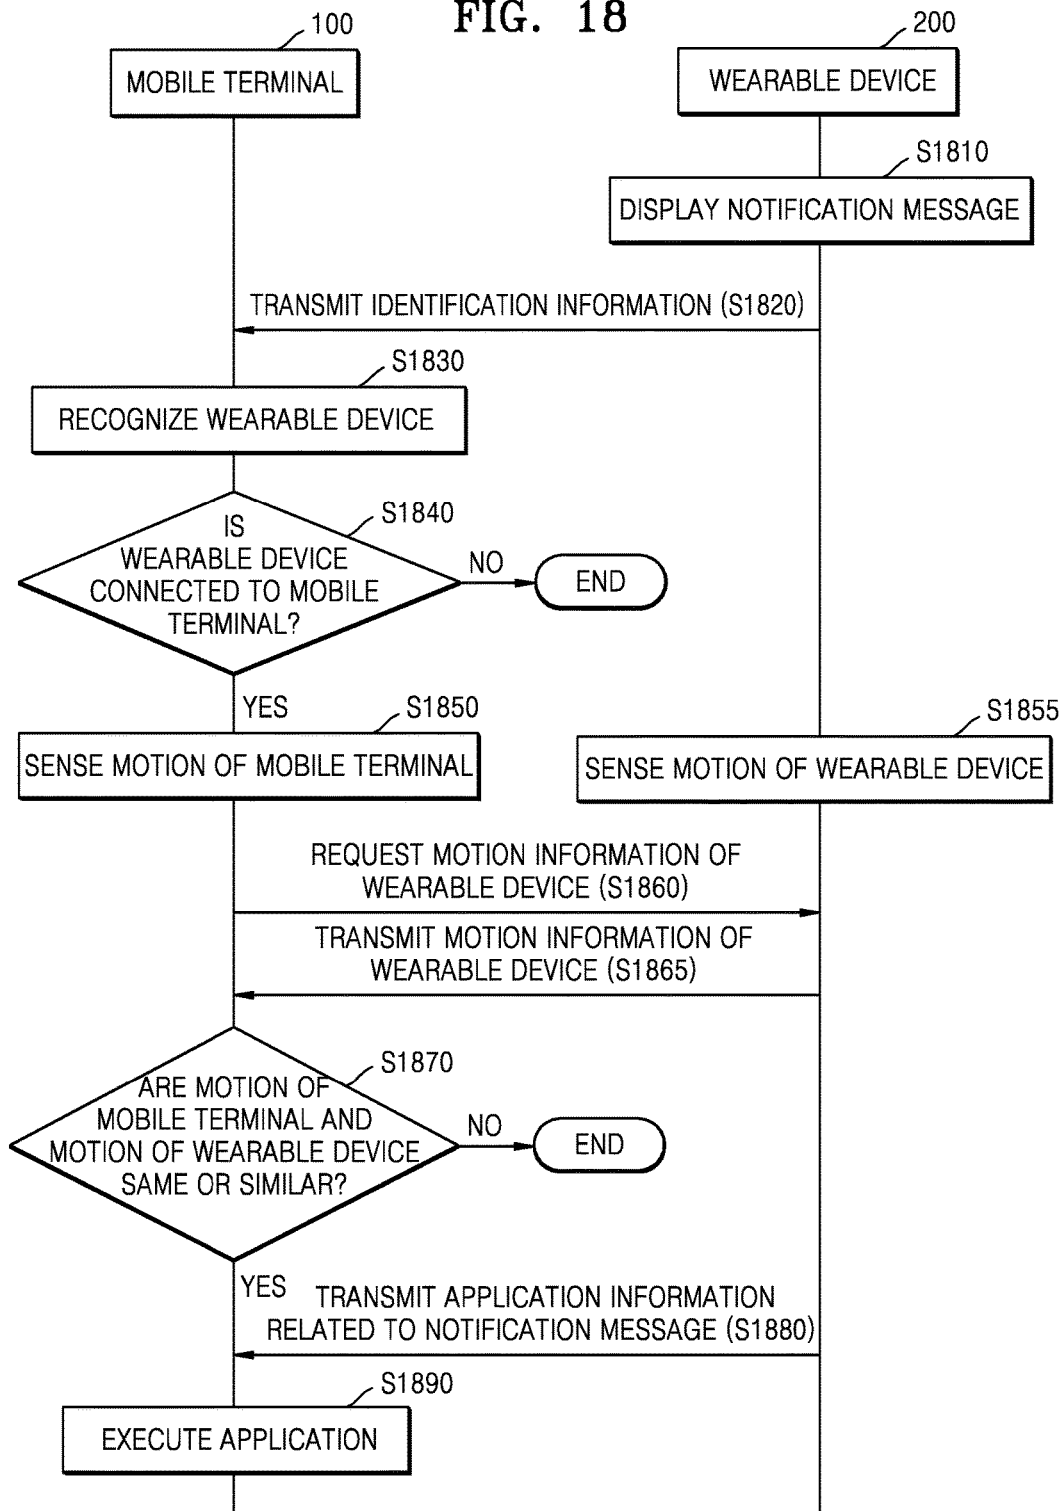 FIG. 18
100
200
MOBILE TERMINAL
WEARABLE DEVICE
S1810
DISPLAY NOTIFICATION MESSAGE
TRANSMIT IDENTIFICATION INFORMATION (S1820)
S1830
RECOGNIZE WEARABLE DEVICE
S1840
IS
WEARABLE DEVICE
CONNECTED TO MOBILE
TERMINAL?
NO
END
YES
S1850
S1855
SENSE MOTION OF MOBILE TERMINAL
SENSE MOTION OF WEARABLE DEVICE
REQUEST MOTION INFORMATION OF
WEARABLE DEVICE (S1860)
TRANSMIT MOTION INFORMATION OF
WEARABLE DEVICE (S1865)
S1870
ARE MOTION OF
MOBILE TERMINAL AND
MOTION OF WEARABLE DEVICE
SAME OR SIMILAR?
NO
END
YES
TRANSMIT APPLICATION INFORMATION
RELATED TO NOTIFICATION MESSAGE (S1880)
S1890
EXECUTE APPLICATION